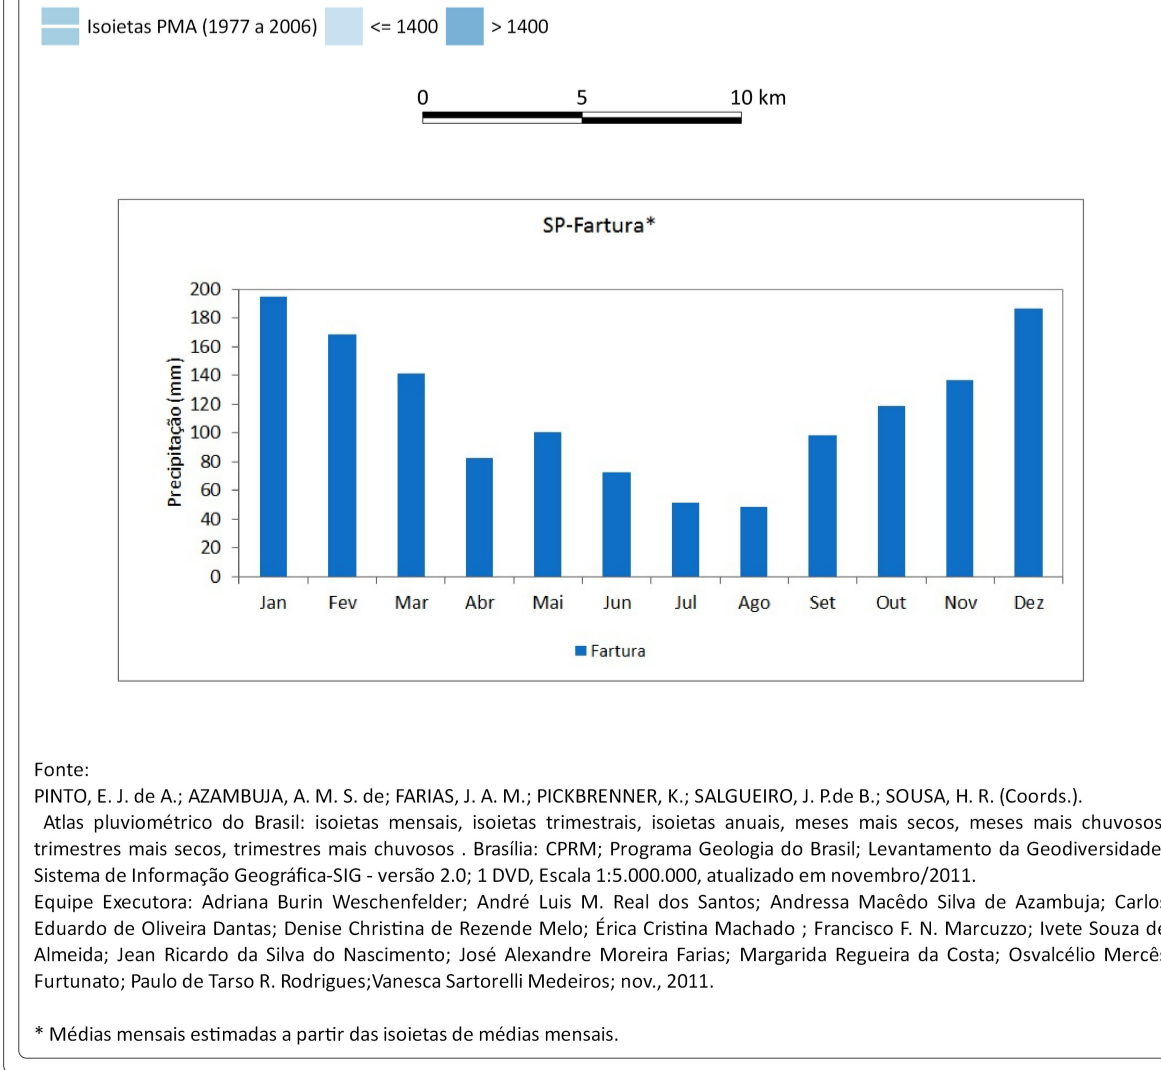 Isoietas PMA (1977 a 2006) <= 1400 > 1400
0 5 10 km
SP-Fartura*
Precipitação (mm)
200
180
160
140
120
100
80
60
40
20
0
Jan Fev Mar Abr Mai Jun Jul Ago Set Out Nov Dez
Fartura
Fonte:
PINTO, E. J. de A.; AZAMBUJA, A. M. S. de; FARIAS, J. A. M.; PICKBRENNER, K.; SALGUEIRO, J. P.de B.; SOUSA, H. R. (Coords.).
Atlas pluviométrico do Brasil: isoietas mensais, isoietas trimestrais, isoietas anuais, meses mais secos, meses mais chuvosos
trimestres mais secos, trimestres mais chuvosos . Brasília: CPRM; Programa Geologia do Brasil; Levantamento da Geodiversidade
Sistema de Informação Geográfica-SIG - versão 2.0; 1 DVD, Escala 1:5.000.000, atualizado em novembro/2011.
Equipe Executora: Adriana Burin Weschenfelder; André Luis M. Real dos Santos; Andressa Macêdo Silva de Azambuja; Carlo
Eduardo de Oliveira Dantas; Denise Christina de Rezende Melo; Érica Cristina Machado ; Francisco F. N. Marcuzzo; Ivete Souza de
Almeida; Jean Ricardo da Silva do Nascimento; José Alexandre Moreira Farias; Margarida Regueira da Costa; Osvalcélio Mercê
Furtunato; Paulo de Tarso R. Rodrigues;Vanesca Sartorelli Medeiros; nov., 2011.
* Médias mensais estimadas a partir das isoietas de médias mensais.